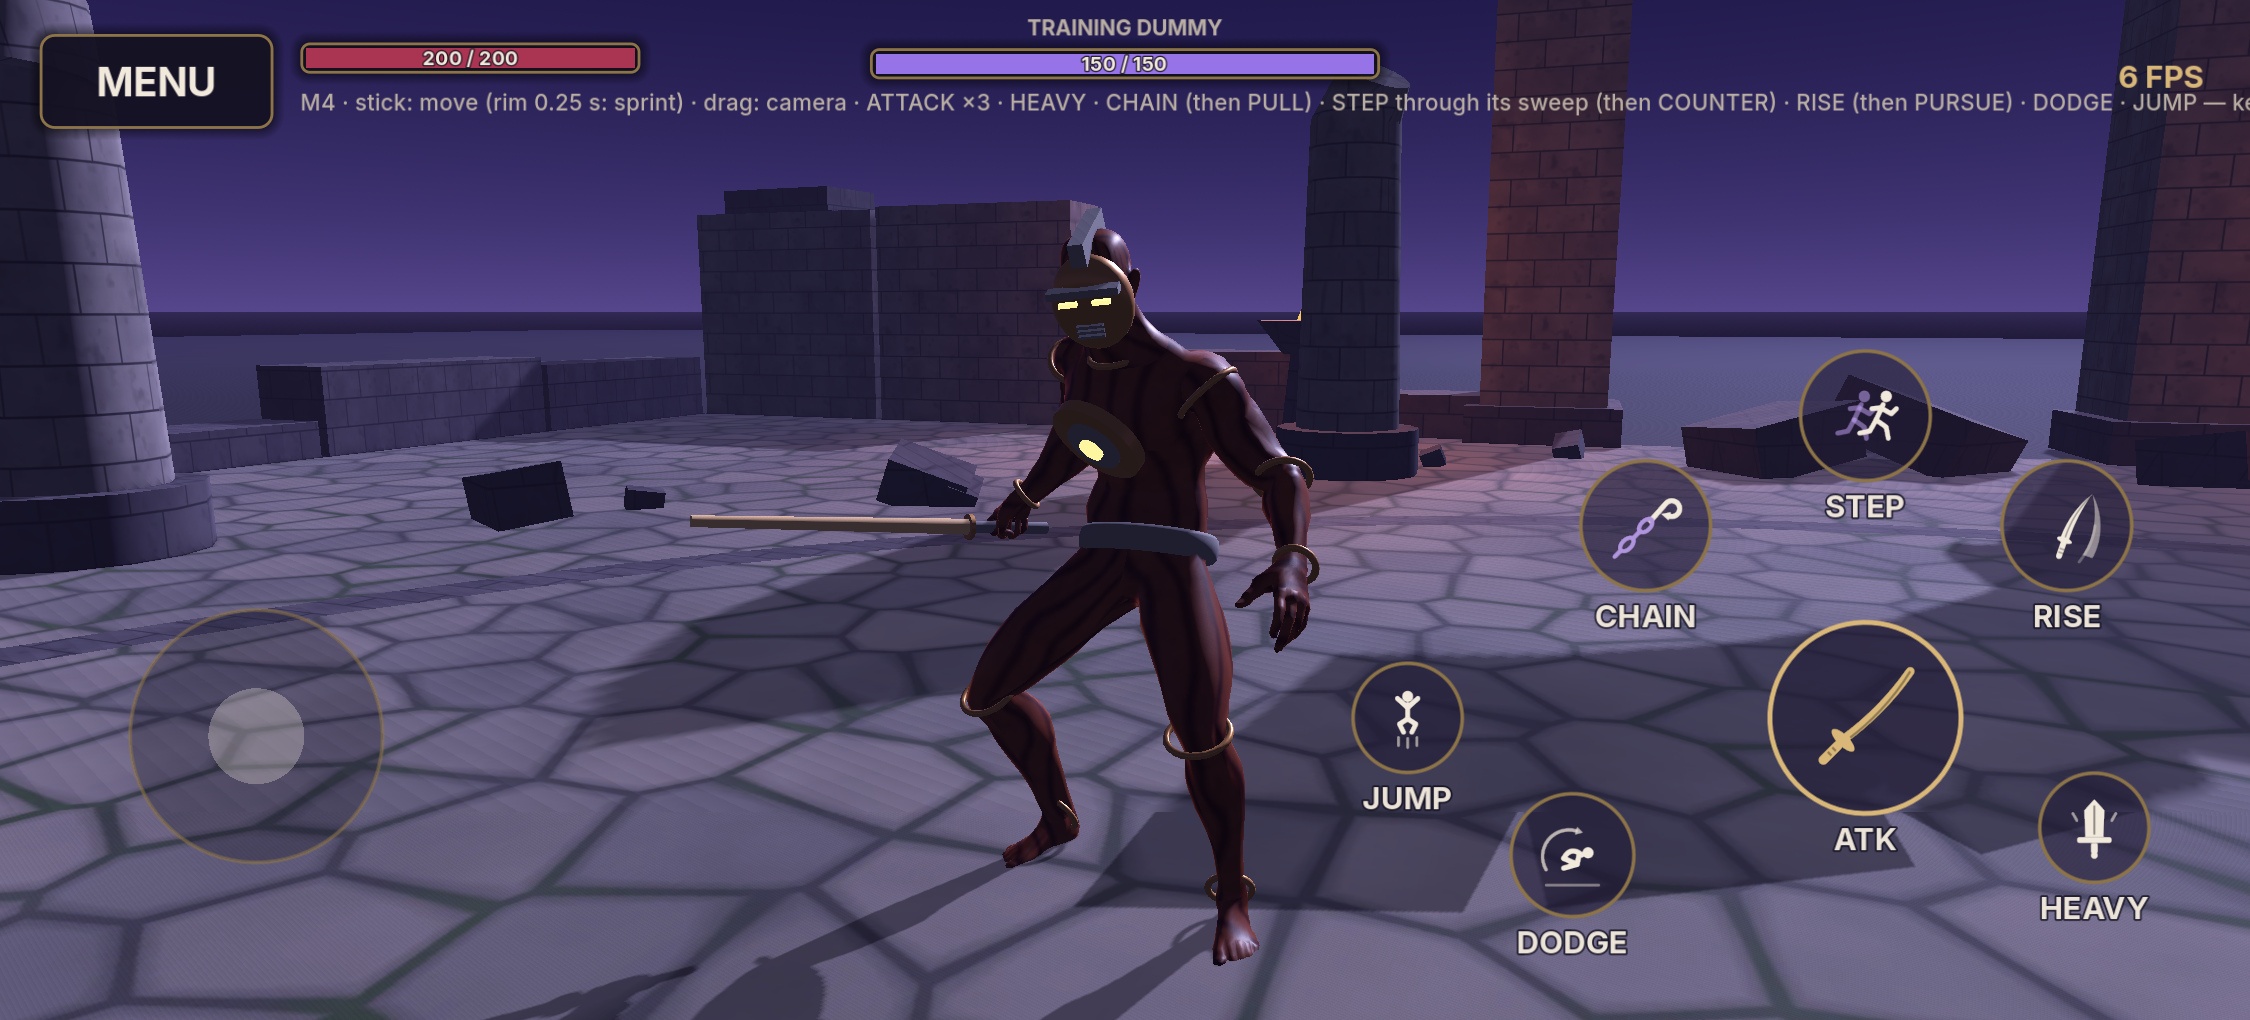 TRAINING DUMMY
MENU
200 / 200
150 / 150
6 FPS
M4 · stick: move (rim 0.25 s: sprint) · drag: camera · ATTACK ×3 · HEAVY · CHAIN (then PULL) · STEP through its sweep (then COUNTER) · RISE (then PURSUE) · DODGE · JUMP —
STEP
CHAIN
RISE
JUMP
ATK
HEAVY
DODGE